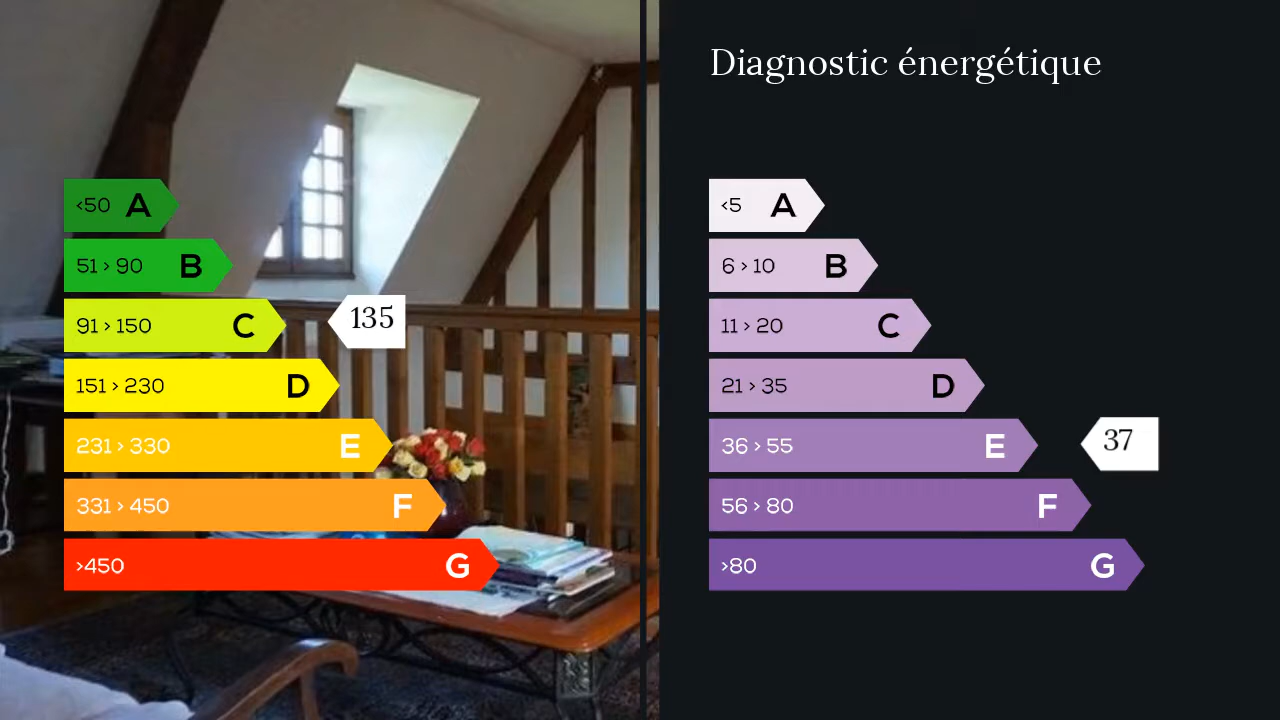 Diagnostic énergétique
<50 A
51 > 90 B
91 > 150 C
135
151 > 230 D
231 > 330 E
331 > 450 F
>450 G
<5 A
6 > 10 B
11 > 20 C
21 > 35 D
36 > 55 E
37
56 > 80 F
>80 G